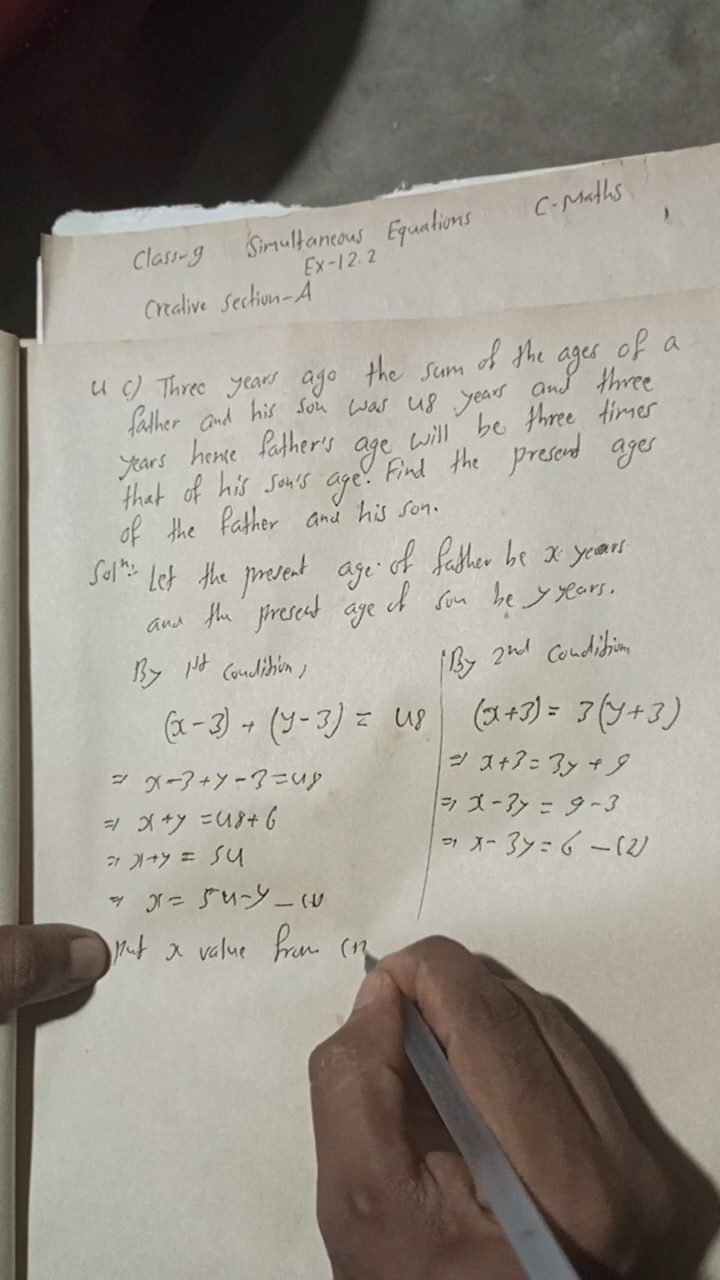 Class-9 Simultaneous Equations C-Maths
Ex-12.2
Creative section-A
4 c) Three years ago the sum of the ages of a
father and his son was 48 years and three
years hence father's age will be three times
that of his son's age. Find the present ages
of the father and his son.
Solⁿ:- Let the present age of father be x years
and the present age of son be y years.
By 1st condition,
(x-3) + (y-3) = 48
⇒ x-3+y-3=48
⇒ x+y =48+6
⇒ x+y = 54
⇒ x = 54-y — (1)
By 2nd condition
(x+3) = 3(y+3)
⇒ x+3 = 3y + 9
⇒ x-3y = 9-3
⇒ x-3y = 6 — (2)
put x value from (1)